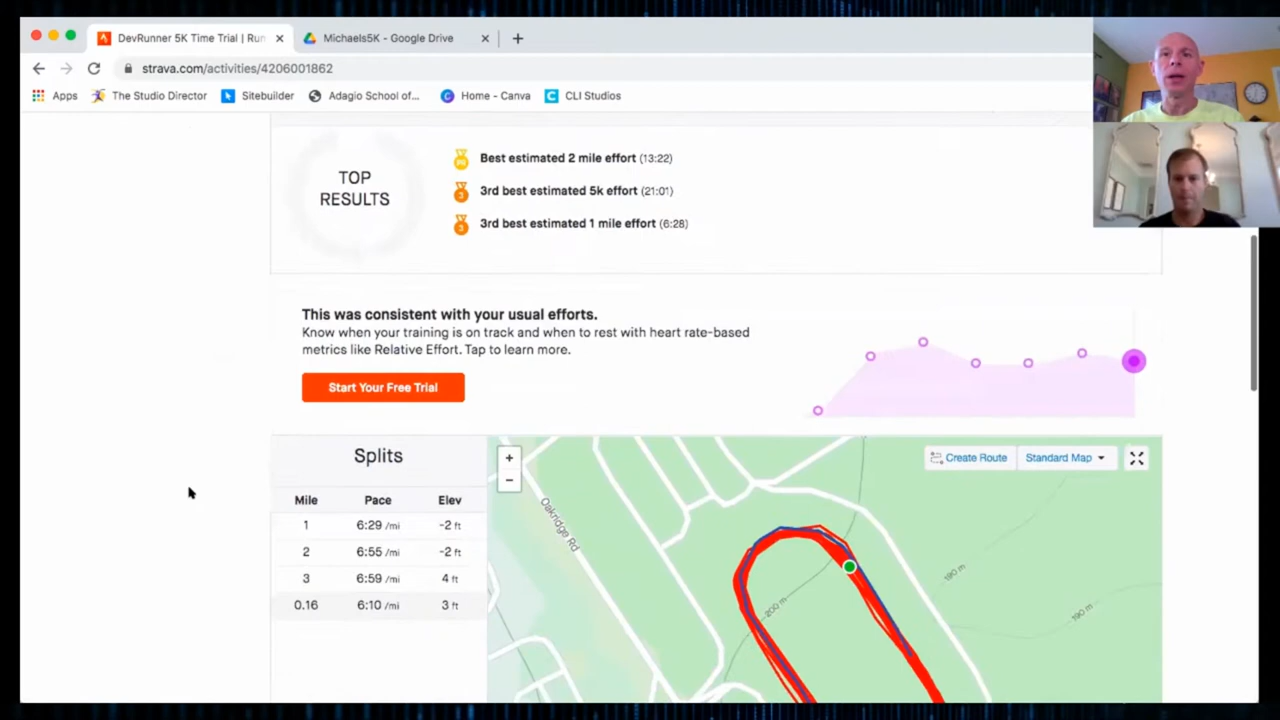 DevRunner 5K Time Trial | Run
Michaels5K - Google Drive
strava.com/activities/4206001862
Apps
The Studio Director
Sitebuilder
Adagio School of...
Home - Canva
CLI Studios
TOP
RESULTS
Best estimated 2 mile effort (13:22)
3rd best estimated 5k effort (21:01)
3rd best estimated 1 mile effort (6:28)
This was consistent with your usual efforts.
Know when your training is on track and when to rest with heart rate-based
metrics like Relative Effort. Tap to learn more.
Start Your Free Trial
Splits
Mile Pace Elev
1 6:29 /mi -2 ft
2 6:55 /mi -2 ft
3 6:59 /mi 4 ft
0.16 6:10 /mi 3 ft
+
-
Create Route
Standard Map
Oakridge Rd
200 m
190 m
190 m